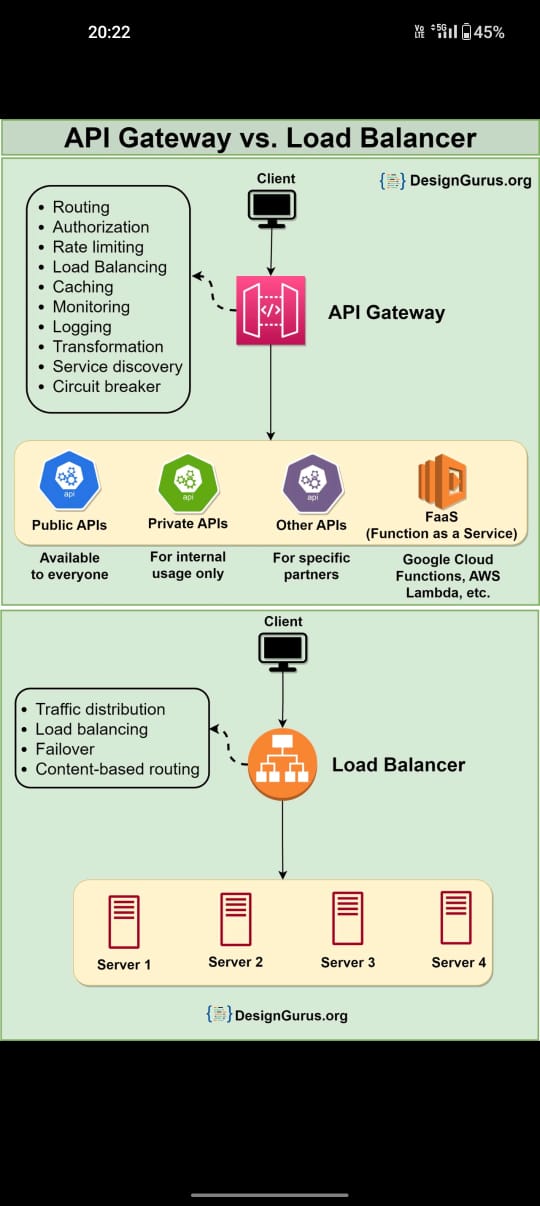 20:22
Vo LTE 5G 45%
API Gateway vs. Load Balancer
Client
{} DesignGurus.org
• Routing
• Authorization
• Rate limiting
• Load Balancing
• Caching
• Monitoring
• Logging
• Transformation
• Service discovery
• Circuit breaker
</>
API Gateway
api
api
api
Public APIs
Private APIs
Other APIs
FaaS
(Function as a Service)
Available
to everyone
For internal
usage only
For specific
partners
Google Cloud
Functions, AWS
Lambda, etc.
Client
• Traffic distribution
• Load balancing
• Failover
• Content-based routing
Load Balancer
Server 1
Server 2
Server 3
Server 4
{} DesignGurus.org